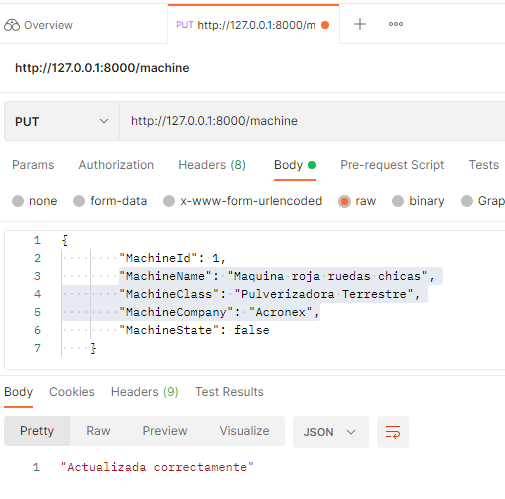 Overview
PUT http://127.0.0.1:8000/m
http://127.0.0.1:8000/machine
PUT http://127.0.0.1:8000/machine
Params Authorization Headers (8) Body Pre-request Script Tests
none form-data x-www-form-urlencoded raw binary Grap
1 {
2 "MachineId": 1,
3 "MachineName": "Maquina roja ruedas chicas",
4 "MachineClass": "Pulverizadora Terrestre",
5 "MachineCompany": "Acronex",
6 "MachineState": false
7 }
Body Cookies Headers (9) Test Results
Pretty Raw Preview Visualize JSON
1 "Actualizada correctamente"